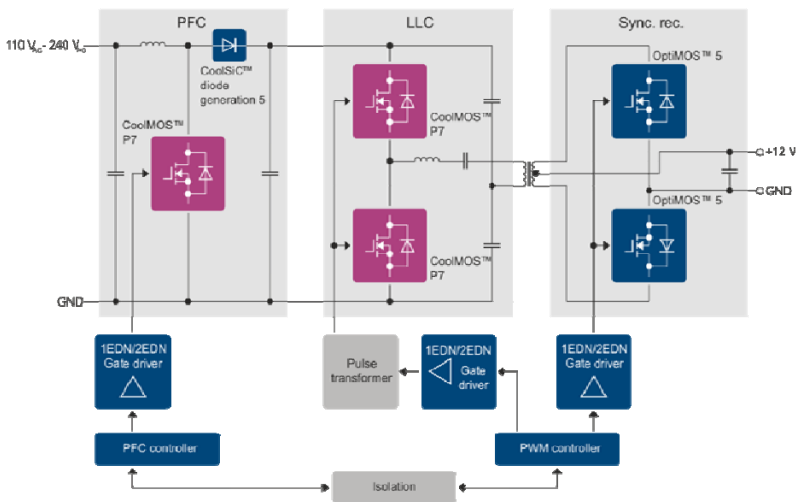 PFC
LLC
Sync. rec.
110 VAC- 240 VAC
CoolSiC™
diode
generation 5
CoolMOS™
P7
CoolMOS™
P7
CoolMOS™
P7
OptiMOS™ 5
OptiMOS™ 5
+12 V
GND
GND
1EDN/2EDN
Gate driver
Pulse
transformer
1EDN/2EDN
Gate
driver
1EDN/2EDN
Gate driver
PFC controller
PWM controller
Isolation